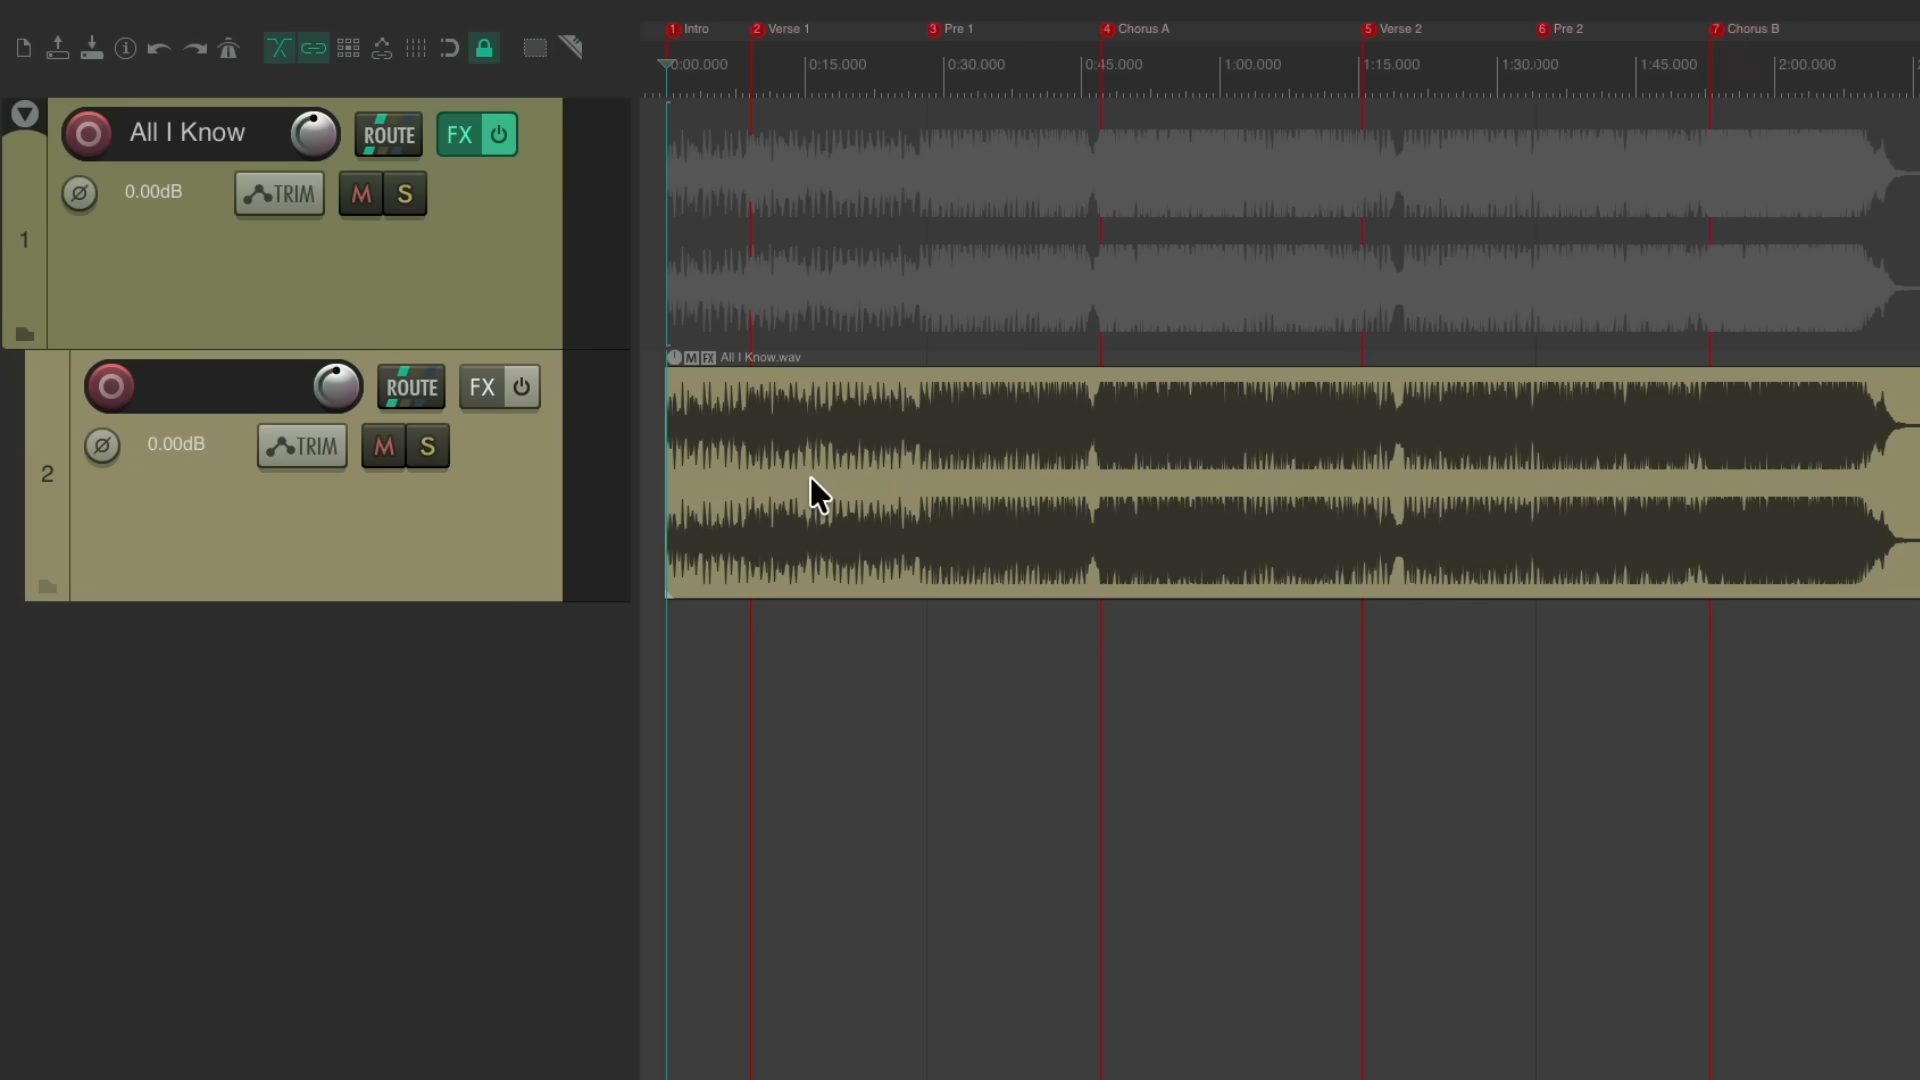 1 Intro 2 Verse 1 3 Pre 1 4 Chorus A 5 Verse 2 6 Pre 2 7 Chorus B
0:00.000 0:15.000 0:30.000 0:45.000 1:00.000 1:15.000 1:30.000 1:45.000 2:00.000
All I Know ROUTE FX
0.00dB TRIM M S
1
M FX All I Know.wav
ROUTE FX
0.00dB TRIM M S
2